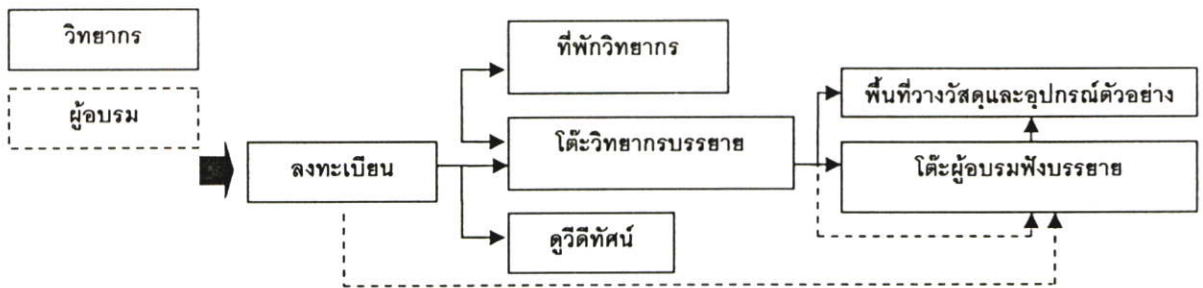 วิทยากร
ผู้อบรม
ลงทะเบียน
ที่พักวิทยากร
โต๊ะวิทยากรบรรยาย
ดูวีดีทัศน์
พื้นที่วางวัสดุและอุปกรณ์ตัวอย่าง
โต๊ะผู้อบรมฟังบรรยาย